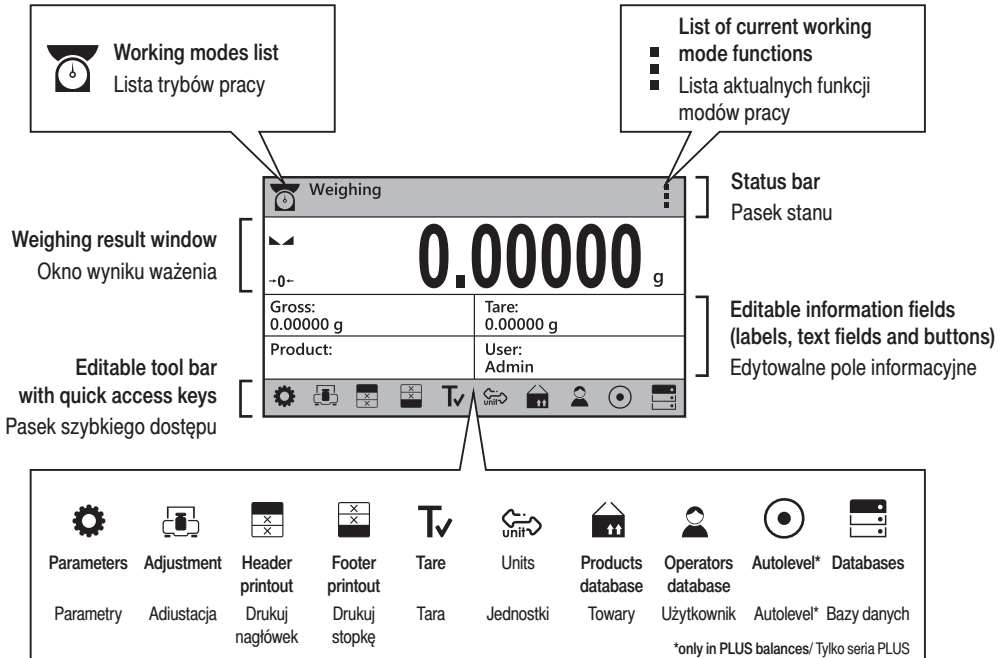 Working modes list
Lista trybów pracy
List of current working
mode functions
Lista aktualnych funkcji
modów pracy
Weighing
Status bar
Pasek stanu
Weighing result window
Okno wyniku ważenia
→0←
0.00000 g
Gross:
0.00000 g
Tare:
0.00000 g
Product:
User:
Admin
Editable information fields
(labels, text fields and buttons)
Edytowalne pole informacyjne
Editable tool bar
with quick access keys
Pasek szybkiego dostępu
T
unit
T
unit
Parameters
Adjustment
Header
printout
Footer
printout
Tare
Units
Products
database
Operators
database
Autolevel*
Databases
Parametry
Adiustacja
Drukuj
nagłówek
Drukuj
stopkę
Tara
Jednostki
Towary
Użytkownik
Autolevel*
Bazy danych
*only in PLUS balances/ Tylko seria PLUS